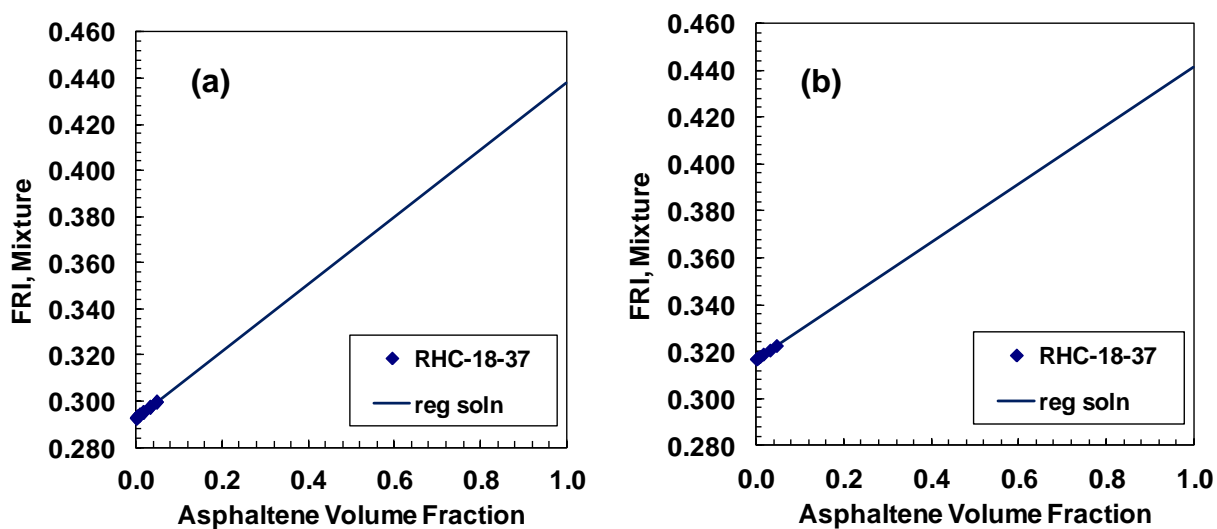 (a)
FRI, Mixture
0.460
0.440
0.420
0.400
0.380
0.360
0.340
0.320
0.300
0.280
0.0 0.2 0.4 0.6 0.8 1.0
Asphaltene Volume Fraction
RHC-18-37
reg soln
(b)
FRI, Mixture
0.460
0.440
0.420
0.400
0.380
0.360
0.340
0.320
0.300
0.280
0.0 0.2 0.4 0.6 0.8 1.0
Asphaltene Volume Fraction
RHC-18-37
reg soln